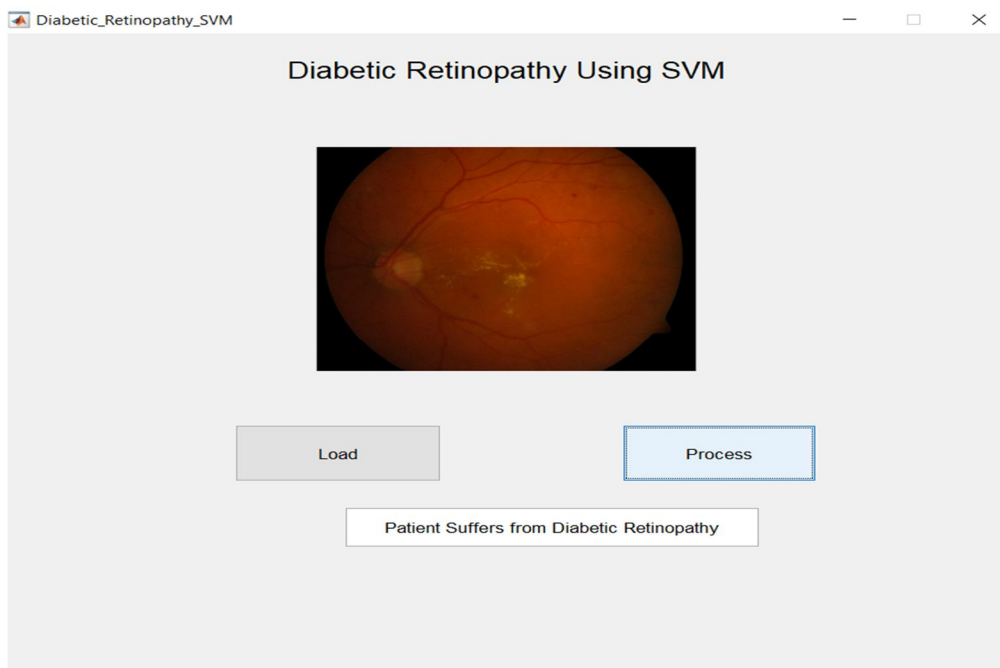 Diabetic_Retinopathy_SVM
Diabetic Retinopathy Using SVM
Load
Process
Patient Suffers from Diabetic Retinopathy